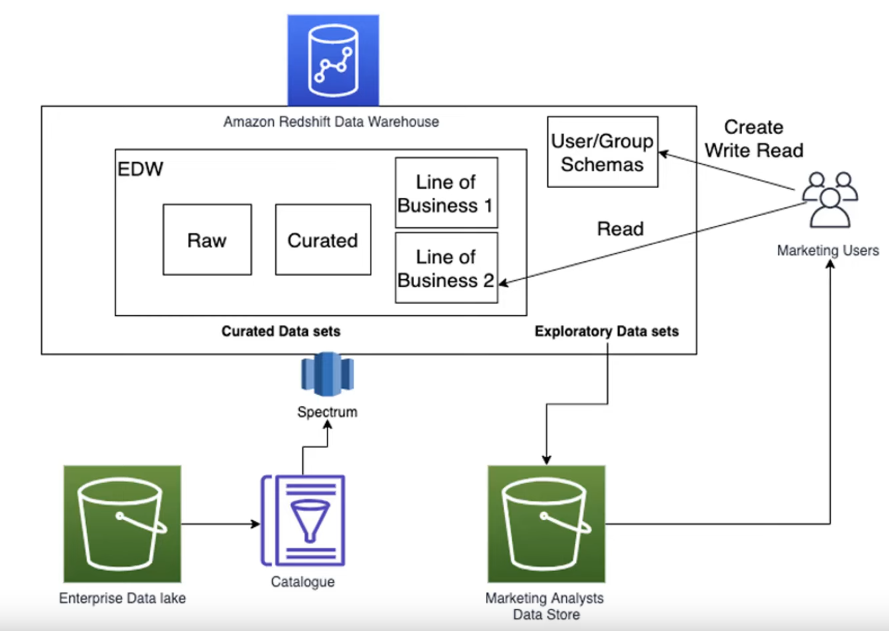 Amazon Redshift Data Warehouse
EDW
Raw
Curated
Line of
Business 1
Line of
Business 2
User/Group
Schemas
Create
Write Read
Read
Marketing Users
Curated Data sets
Exploratory Data sets
Spectrum
Enterprise Data lake
Catalogue
Marketing Analysts
Data Store